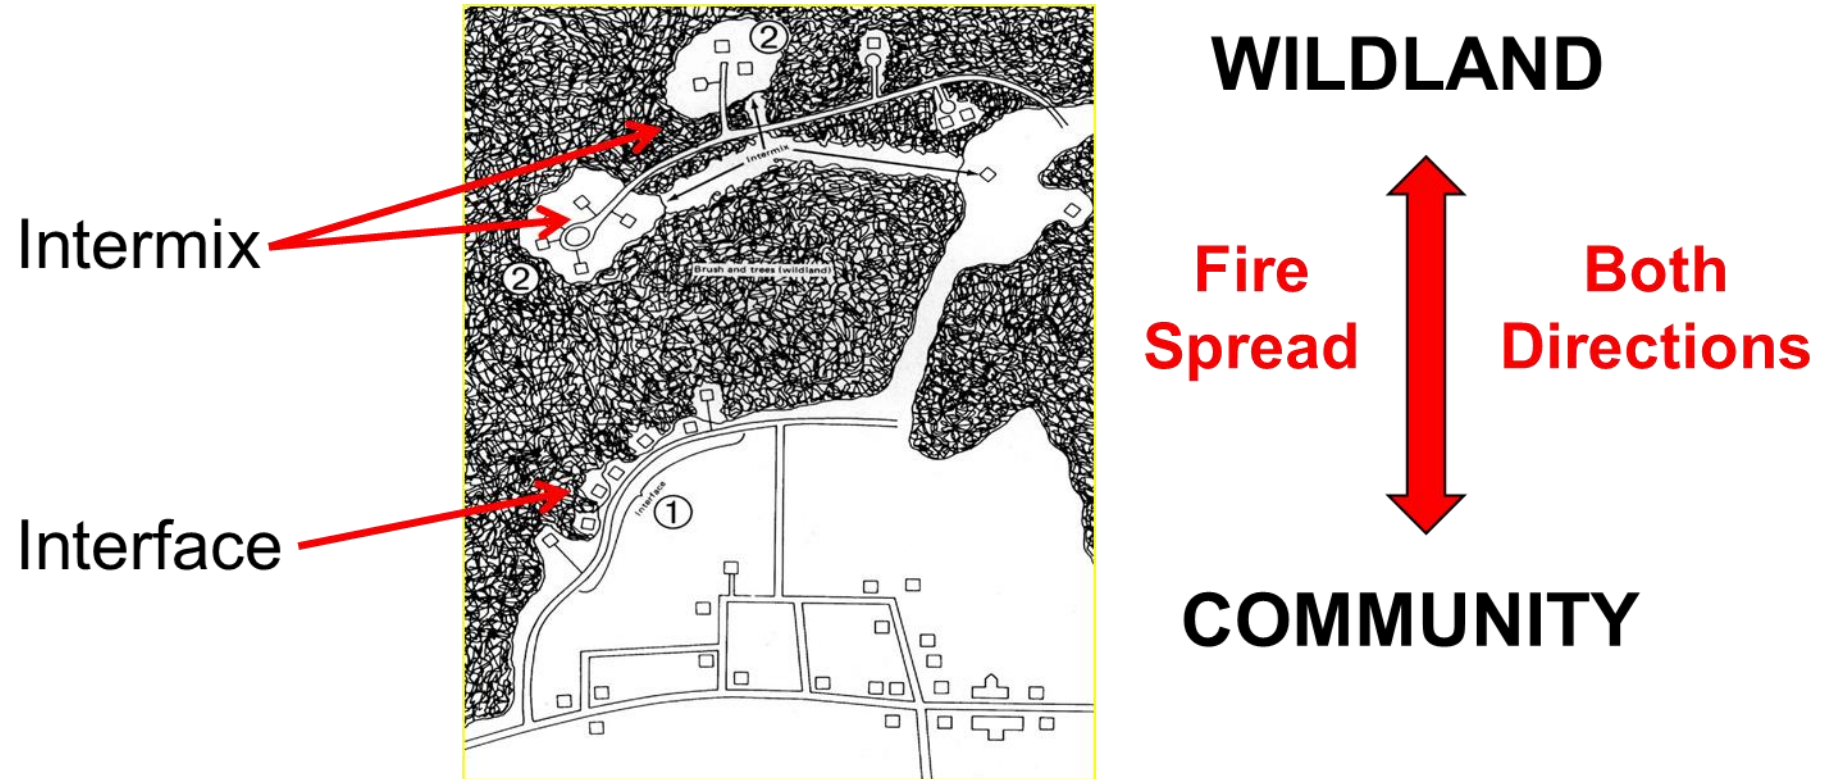 WILDLAND
②
Intermix
Intermix
Fire
Spread
Both
Directions
②
Brush and trees (wildland)
Interface
①
Interface
COMMUNITY